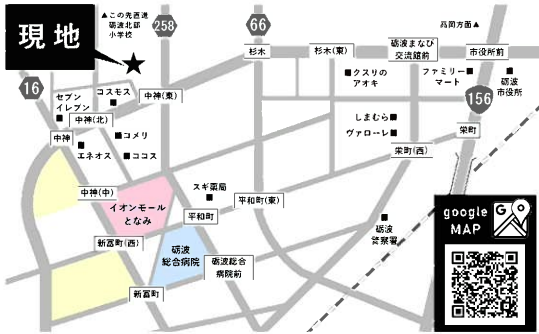 ▲この先直進
砺波北部
小学校
現地
258
66
16
156
高岡方面▲
杉木
杉木(東)
砺波まなび
交流館前
市役所前
クスリの
アオキ
ファミリー
マート
砺波
市役所
セブン
イレブン
コスモス
中神(東)
中神(北)
中神
コメリ
エネオス
ココス
しまむら
ヴァローレ
栄町
栄町(西)
中神(中)
イオンモール
となみ
スギ薬局
平和町
平和町(東)
新富町(西)
砺波
総合病院
砺波総合
病院前
新富町
砺波
警察署
google
MAP
G